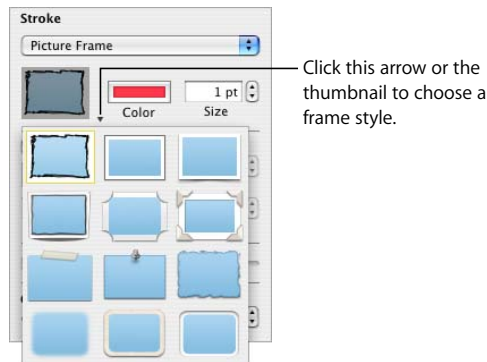 Stroke
Picture Frame
1 pt
Color
Size
Click this arrow or the
thumbnail to choose a
frame style.